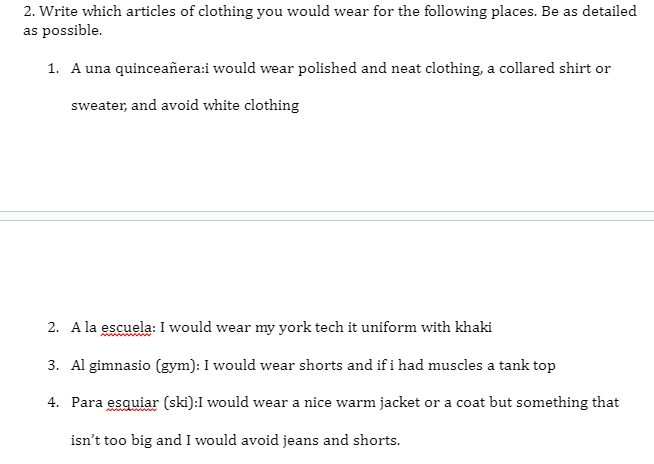 2. Write which articles of clothing you would wear for the following places. Be as detailed
as possible.
1. A una quinceañera:i would wear polished and neat clothing, a collared shirt or
sweater, and avoid white clothing
2. A la escuela: I would wear my york tech it uniform with khaki
3. Al gimnasio (gym): I would wear shorts and if i had muscles a tank top
4. Para esquiar (ski):I would wear a nice warm jacket or a coat but something that
isn't too big and I would avoid jeans and shorts.